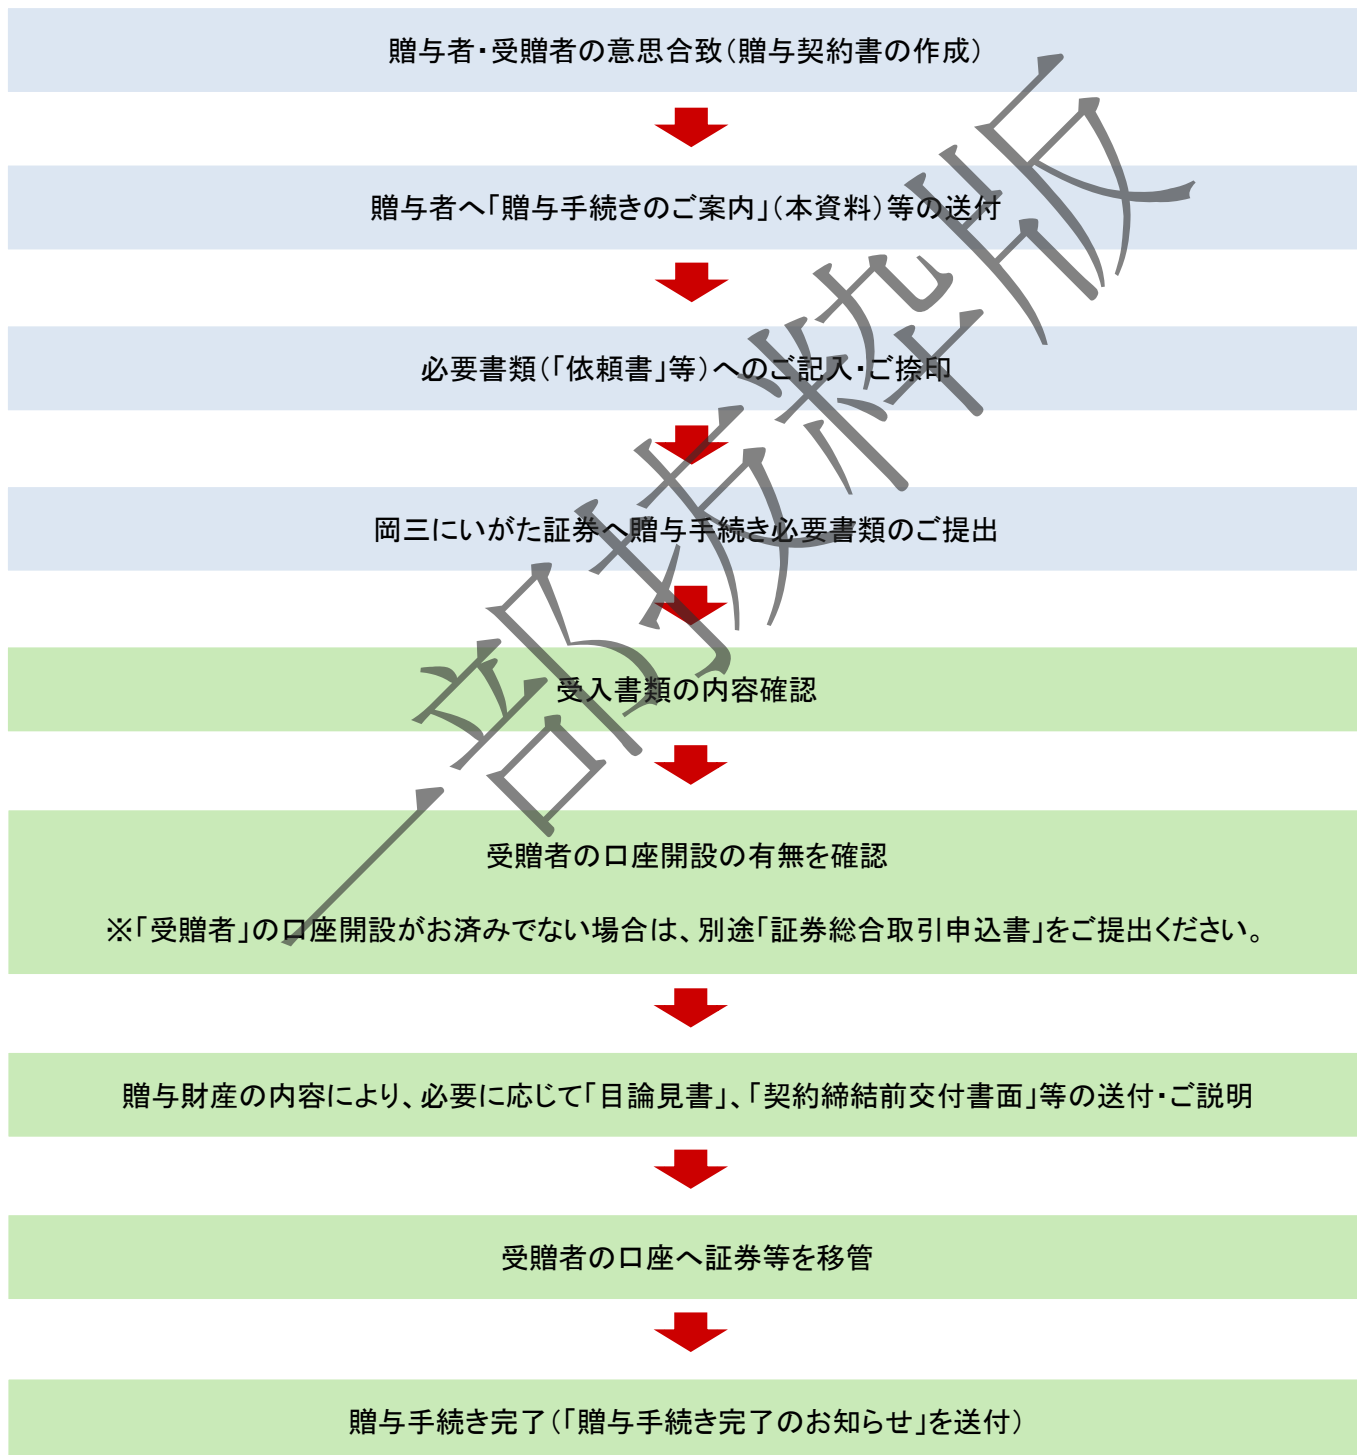 贈与者・受贈者の意思合致（贈与契約書の作成）
贈与者へ「贈与手続きのご案内」（本資料）等の送付
必要書類（「依頼書」等）へのご記入・ご捺印
岡三にいがた証券へ贈与手続き必要書類のご提出
受入書類の内容確認
受贈者の口座開設の有無を確認
※「受贈者」の口座開設がお済みでない場合は、別途「証券総合取引申込書」をご提出ください。
贈与財産の内容により、必要に応じて「目論見書」、「契約締結前交付書面」等の送付・ご説明
受贈者の口座へ証券等を移管
贈与手続き完了（「贈与手続き完了のお知らせ」を送付）
一部抜粋版